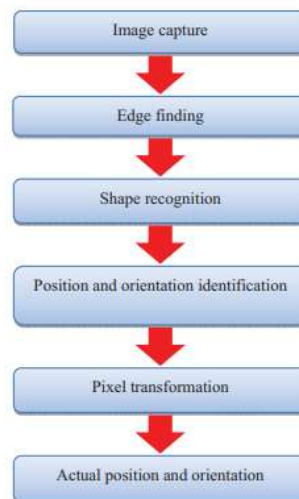 Image capture
Edge finding
Shape recognition
Position and orientation identification
Pixel transformation
Actual position and orientation